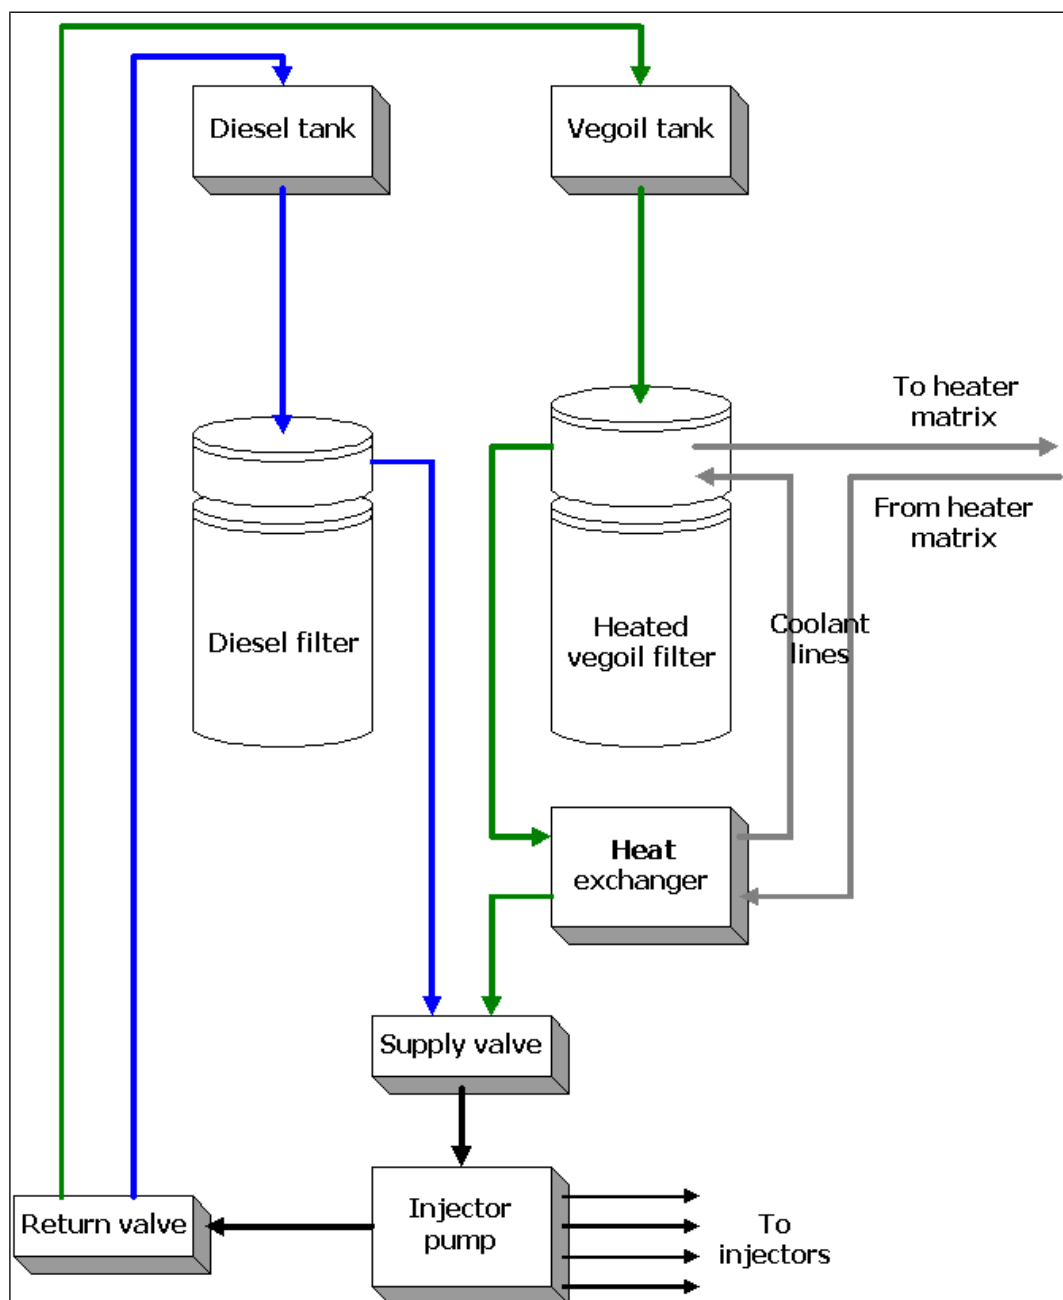 Diesel tank
Vegoil tank
To heater
matrix
From heater
matrix
Diesel filter
Heated
vegoil filter
Coolant
lines
Heat
exchanger
Supply valve
Return valve
Injector
pump
To
injectors